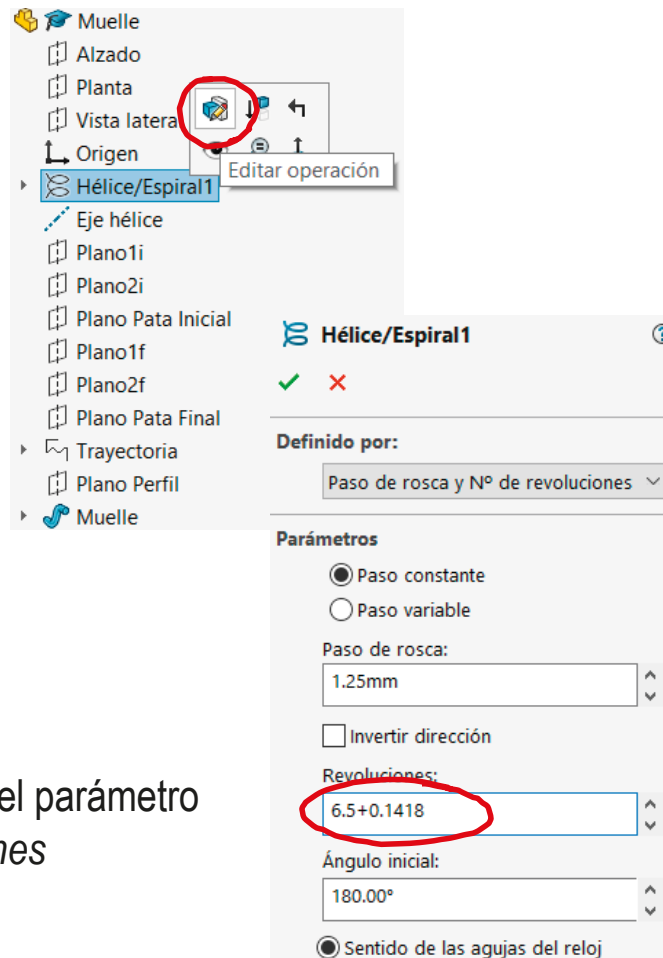 Muelle
Alzado
Planta
Vista latera
Origen
Editar operación
Hélice/Espiral1
Eje hélice
Plano1i
Plano2i
Plano Pata Inicial
Plano1f
Plano2f
Plano Pata Final
Trayectoria
Plano Perfil
Muelle
Hélice/Espiral1
Definido por:
Paso de rosca y Nº de revoluciones
Parámetros
Paso constante
Paso variable
Paso de rosca:
1.25mm
Invertir dirección
Revoluciones:
6.5+0.1418
Ángulo inicial:
180.00°
Sentido de las agujas del reloj
el parámetro
nes